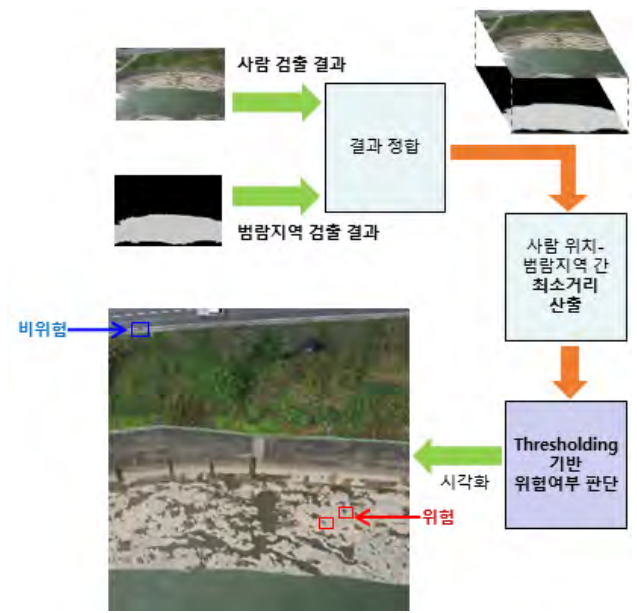 사람 검출 결과
결과 정합
범람지역 검출 결과
사람 위치-
범람지역 간
최소거리
산출
비위험
Thresholding
기반
위험여부 판단
시각화
위험